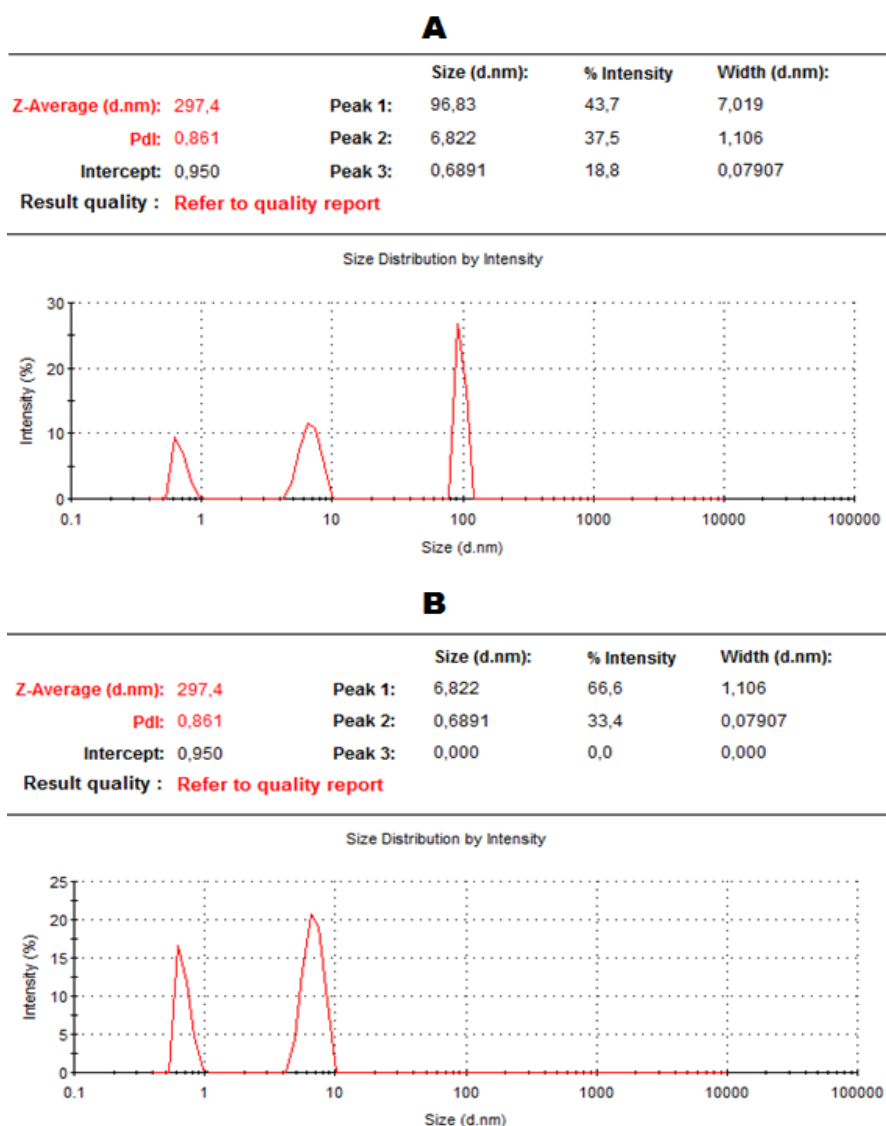 A
Size (d.nm): % Intensity Width (d.nm):
Z-Average (d.nm): 297,4 Peak 1: 96,83 43,7 7,019
PdI: 0,861 Peak 2: 6,822 37,5 1,106
Intercept: 0,950 Peak 3: 0,6891 18,8 0,07907
Result quality : Refer to quality report
Size Distribution by Intensity
30
20
10
0
Intensity (%)
0.1 1 10 100 1000 10000 100000
Size (d.nm)
B
Size (d.nm): % Intensity Width (d.nm):
Z-Average (d.nm): 297,4 Peak 1: 6,822 66,6 1,106
PdI: 0,861 Peak 2: 0,6891 33,4 0,07907
Intercept: 0,950 Peak 3: 0,000 0,0 0,000
Result quality : Refer to quality report
Size Distribution by Intensity
25
20
15
10
5
0
Intensity (%)
0.1 1 10 100 1000 10000 100000
Size (d.nm)